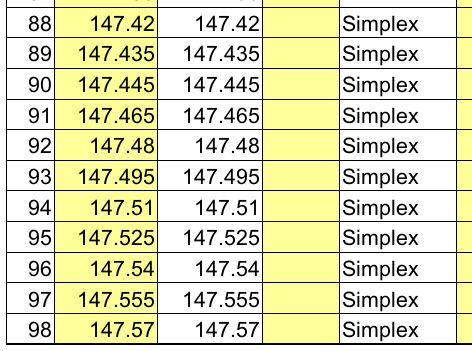 88 147.42 147.42 Simplex
89 147.435 147.435 Simplex
90 147.445 147.445 Simplex
91 147.465 147.465 Simplex
92 147.48 147.48 Simplex
93 147.495 147.495 Simplex
94 147.51 147.51 Simplex
95 147.525 147.525 Simplex
96 147.54 147.54 Simplex
97 147.555 147.555 Simplex
98 147.57 147.57 Simplex